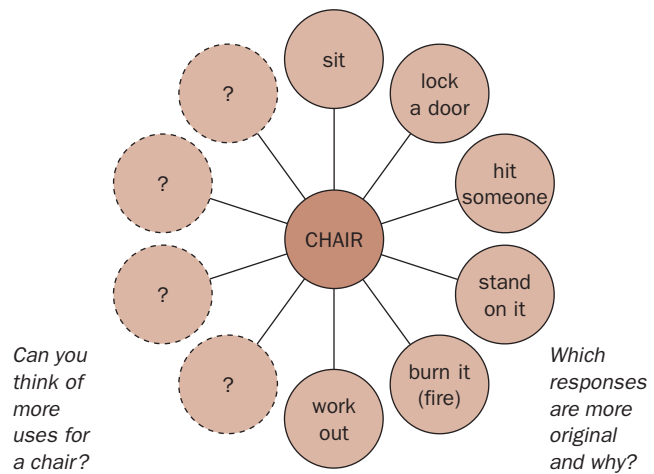 sit
lock
a door
hit
someone
stand
on it
burn it
(fire)
work
out
?
?
?
?
CHAIR
Can you
think of
more
uses for
a chair?
Which
responses
are more
original
and why?